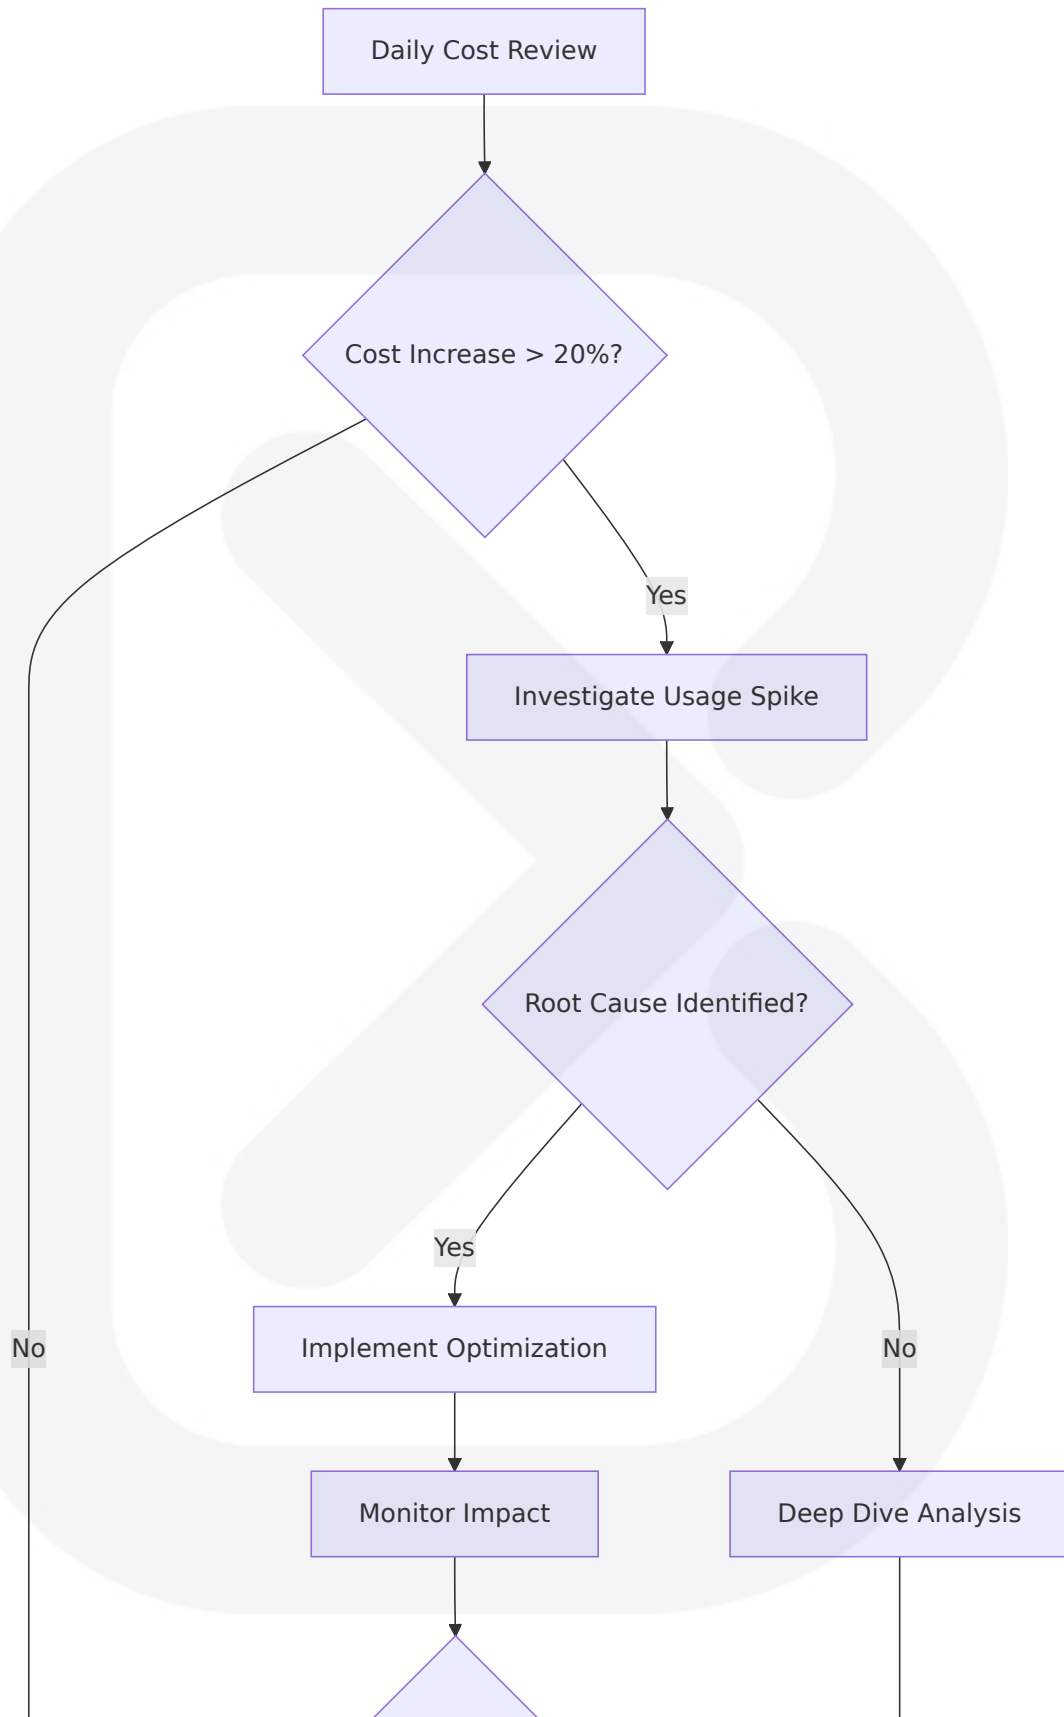 Daily Cost Review
Cost Increase > 20%?
Yes
Investigate Usage Spike
Root Cause Identified?
Yes
No
Implement Optimization
No
Monitor Impact
Deep Dive Analysis